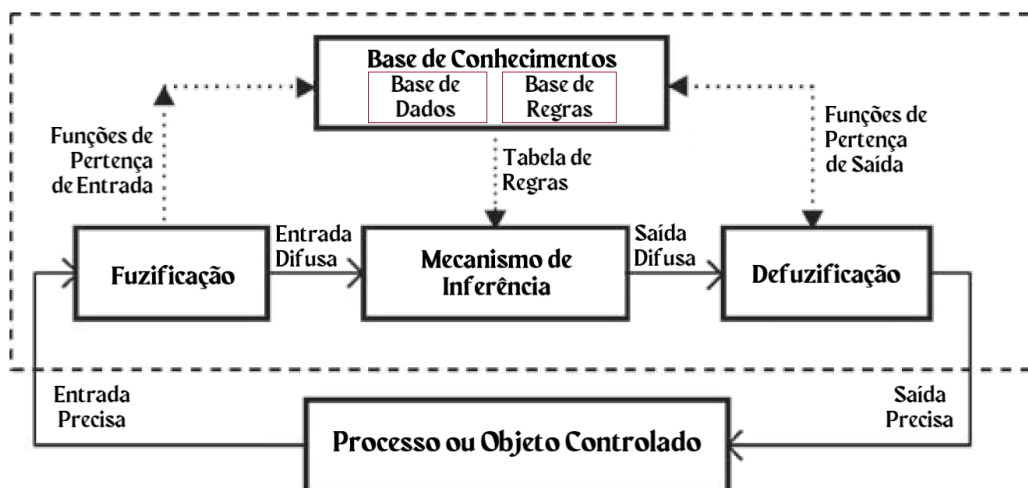 Base de Conhecimentos
Base de
Dados
Base de
Regras
Funções de
Pertença
de Entrada
Tabela de
Regras
Funções de
Pertença
de Saída
Fuzificação
Entrada
Difusa
Mecanismo de
Inferência
Saída
Difusa
Defuzificação
Entrada
Precisa
Saída
Precisa
Processo ou Objeto Controlado